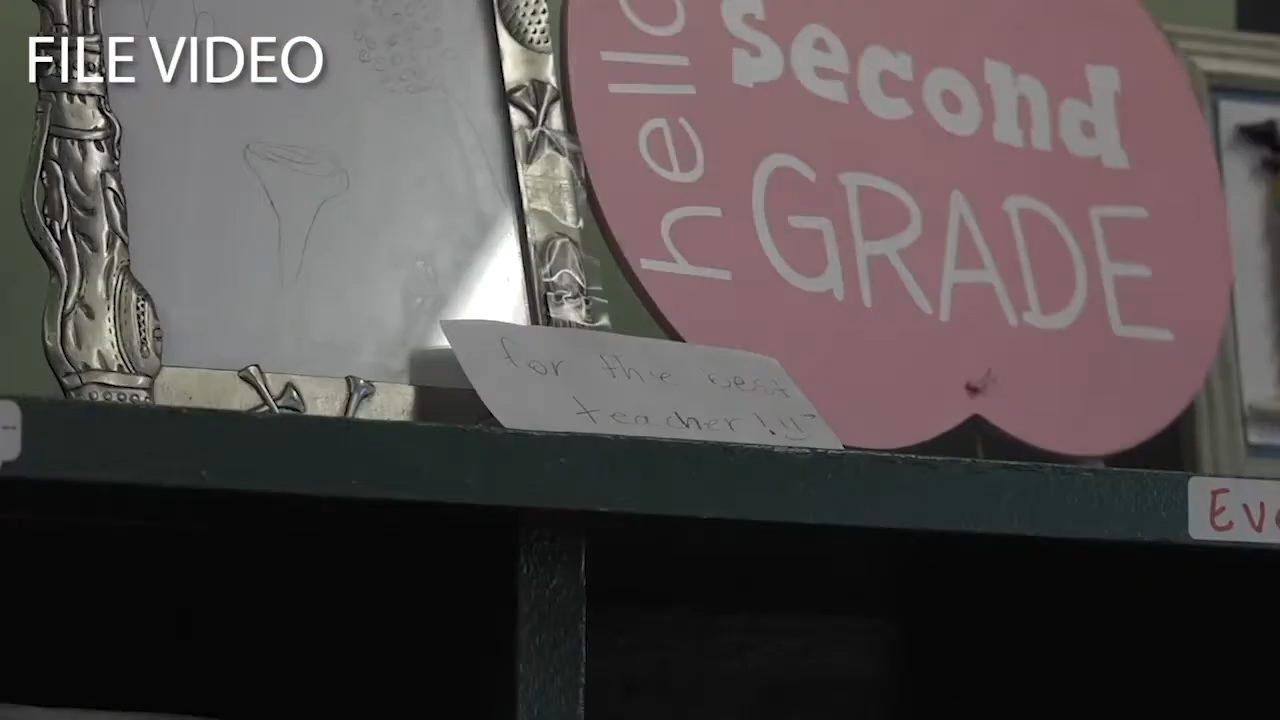 FILE VIDEO
hello
second
GRADE
for the best
teacher!!